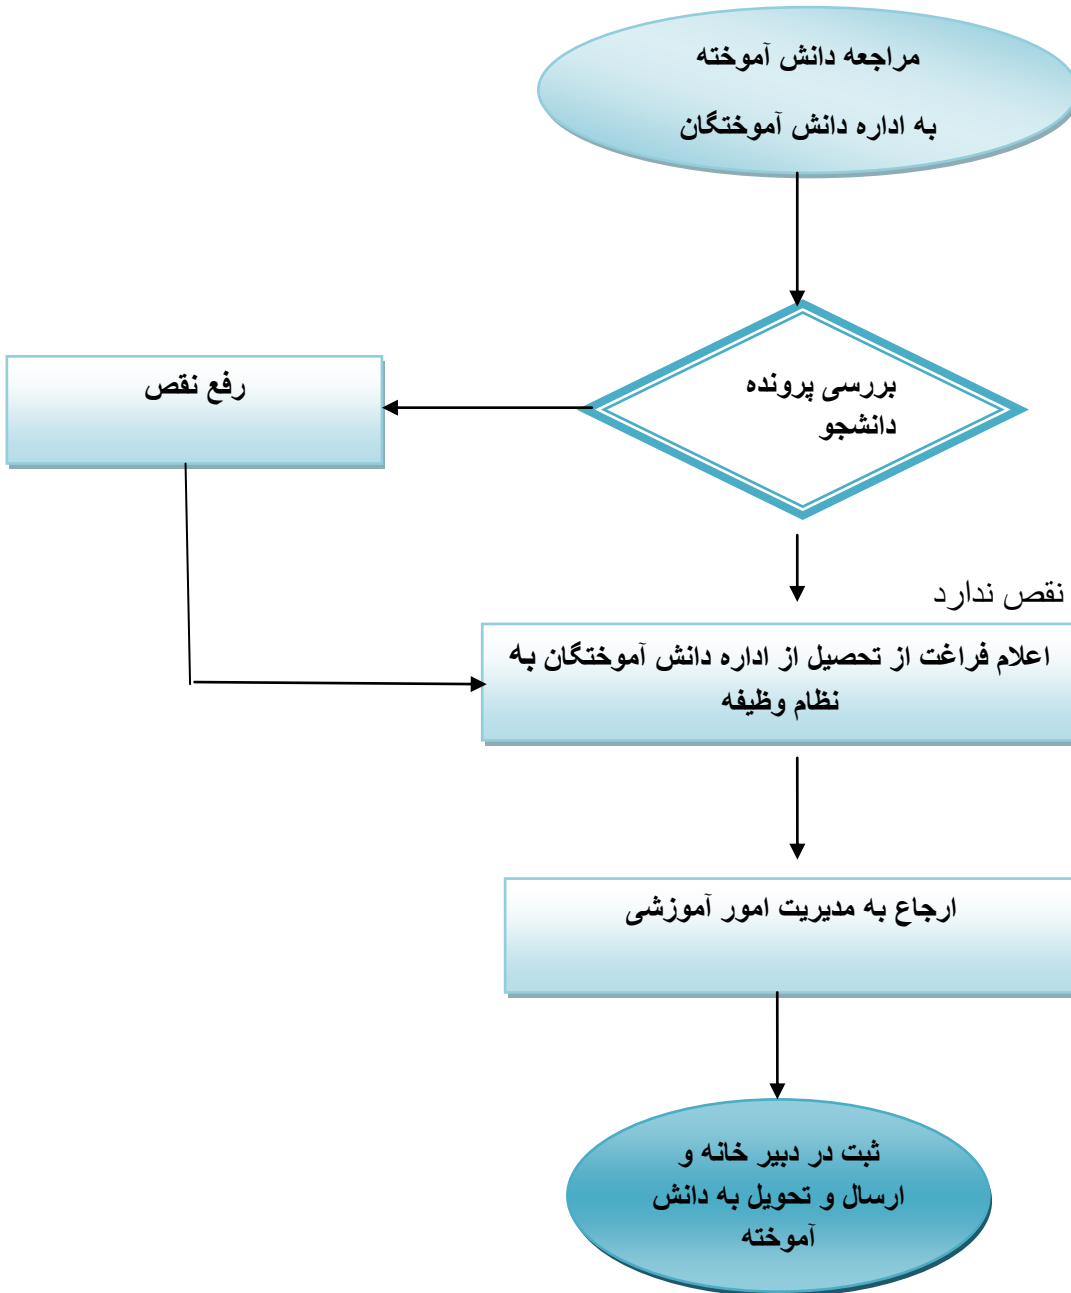 مراجعه دانش آموخته
به اداره دانش آموختگان
بررسی پرونده
دانشجو
رفع نقص
نقص ندارد
اعلام فراغت از تحصیل از اداره دانش آموختگان به
نظام وظیفه
ارجاع به مدیریت امور آموزشی
ثبت در دبیر خانه و
ارسال و تحویل به دانش
آموخته